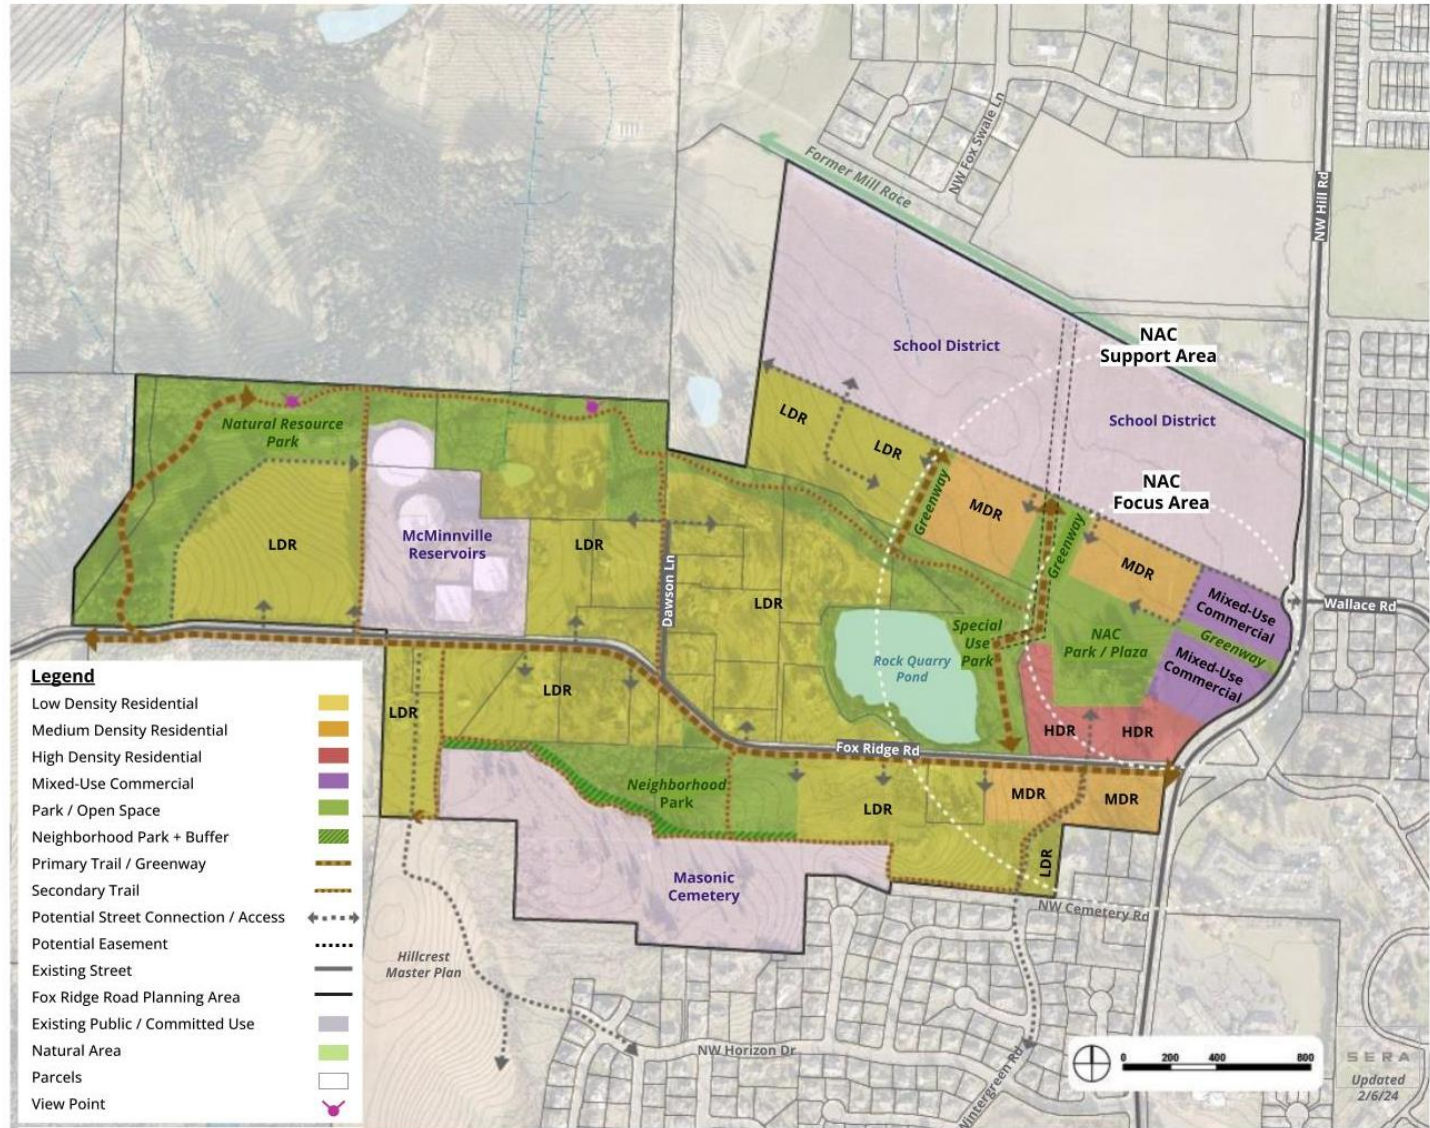 NW Fox Swale Ln
Former Mill Race
NW Hill Rd
School District
NAC
Support Area
School District
NAC
Focus Area
LDR
LDR
Greenway
MDR
Greenway
MDR
Mixed-Use
Commercial
Greenway
Mixed-Use
Commercial
Wallace Rd
Natural Resource
Park
LDR
McMinnville
Reservoirs
LDR
Dawson Ln
LDR
Special
Use
Park
NAC
Park / Plaza
Rock Quarry
Pond
HDR
HDR
LDR
LDR
Fox Ridge Rd
Neighborhood
Park
LDR
MDR
MDR
LDR
Masonic
Cemetery
NW Cemetery Rd
Hillcrest
Master Plan
NW Horizon Dr
Wintergreen Rd
Legend
Low Density Residential
Medium Density Residential
High Density Residential
Mixed-Use Commercial
Park / Open Space
Neighborhood Park + Buffer
Primary Trail / Greenway
Secondary Trail
Potential Street Connection / Access
Potential Easement
Existing Street
Fox Ridge Road Planning Area
Existing Public / Committed Use
Natural Area
Parcels
View Point
0 200 400 800
SERA
Updated
2/6/24